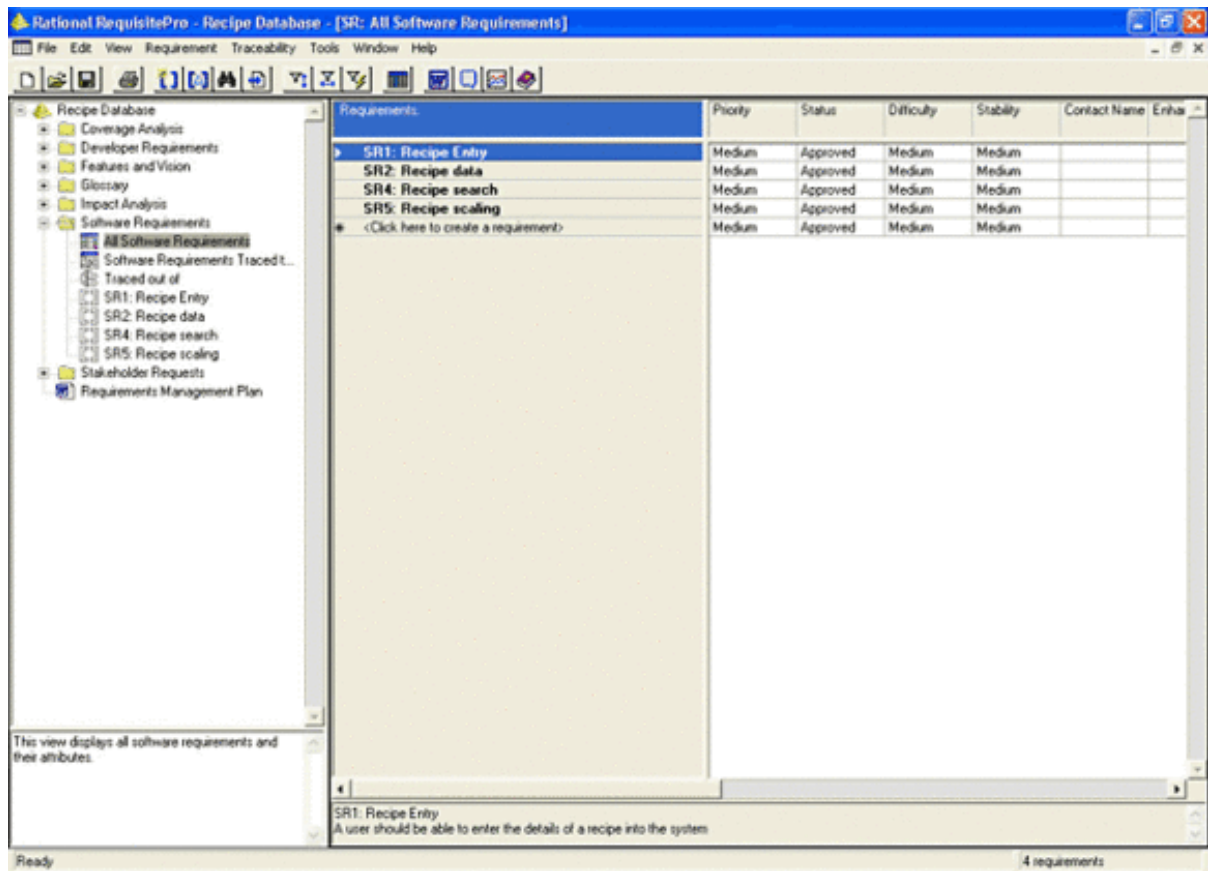 Rational RequisitePro - Recipe Database - [SR: All Software Requirements]
File Edit View Requirement Traceability Tools Window Help
Recipe Database
Coverage Analysis
Developer Requirements
Features and Vision
Glossary
Impact Analysis
Software Requirements
All Software Requirements
Software Requirements Traced t...
Traced out of
SR1: Recipe Entry
SR2: Recipe data
SR4: Recipe search
SR5: Recipe scaling
Stakeholder Requests
Requirements Management Plan
This view displays all software requirements and
their attributes.
Requirements: Priority Status Difficulty Stability Contact Name Enha
SR1: Recipe Entry Medium Approved Medium Medium
SR2: Recipe data Medium Approved Medium Medium
SR4: Recipe search Medium Approved Medium Medium
SR5: Recipe scaling Medium Approved Medium Medium
<Click here to create a requirement> Medium Approved Medium Medium
SR1: Recipe Entry
A user should be able to enter the details of a recipe into the system
Ready 4 requirements